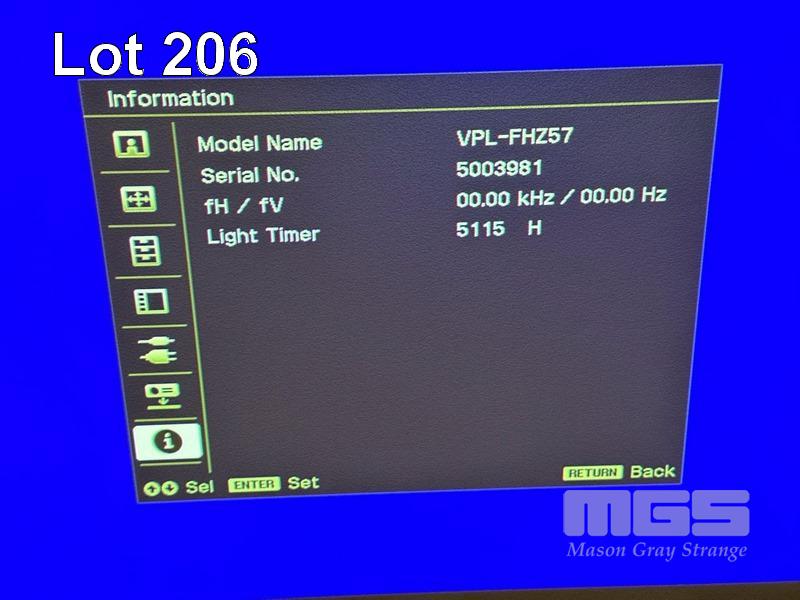 Lot 206
Information
Model Name VPL-FHZ57
Serial No. 5003981
fH / fV 00.00 kHz / 00.00 Hz
Light Timer 5115 H
Sel ENTER Set RETURN Back
MGS
Mason Gray Strange